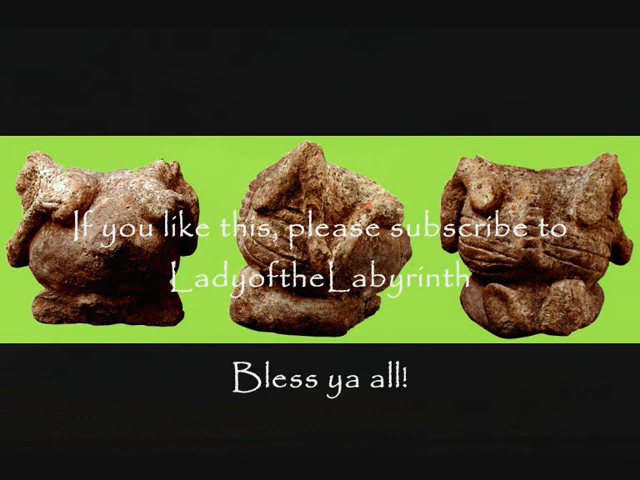 If you like this, please subscribe to
LadyoftheLabyrinth
Bless ya all!